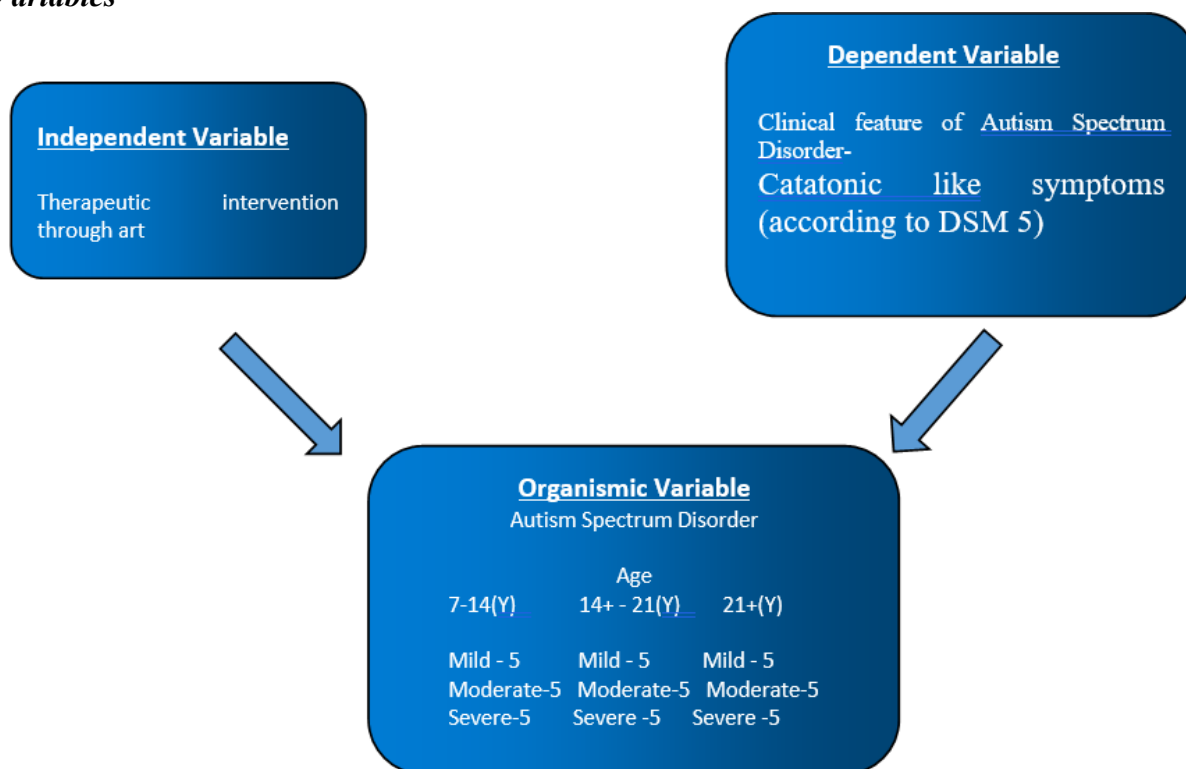 Variables
Independent Variable
Therapeutic intervention
through art
Dependent Variable
Clinical feature of Autism Spectrum
Disorder-
Catatonic like symptoms
(according to DSM 5)
Organismic Variable
Autism Spectrum Disorder
Age
7-14(Y) 14+ - 21(Y) 21+(Y)
Mild - 5 Mild - 5 Mild - 5
Moderate-5 Moderate-5 Moderate-5
Severe-5 Severe -5 Severe -5